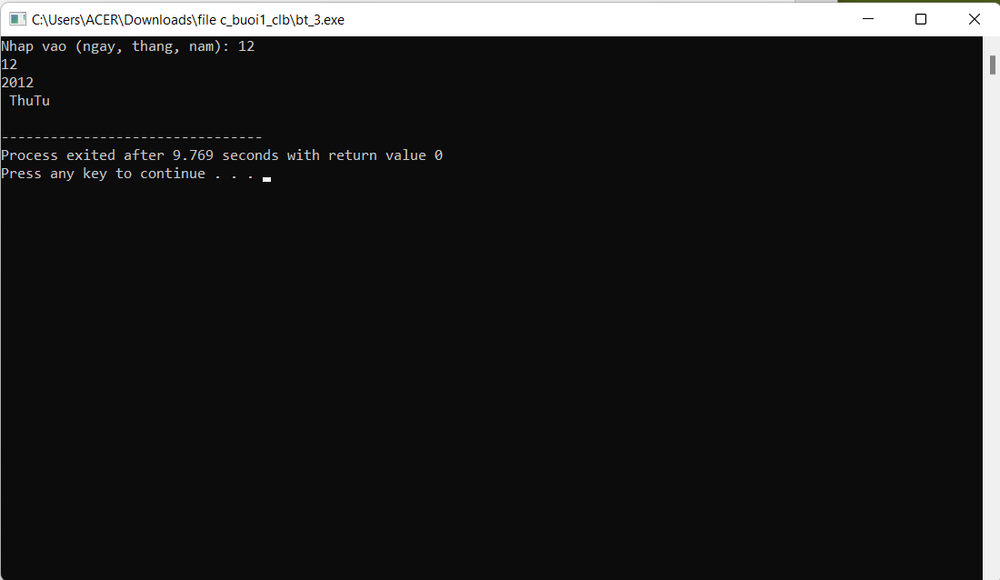 C:\Users\ACER\Downloads\file c_buoi1_clb\bt_3.exe
Nhap vao (ngay, thang, nam): 12
12
2012
ThuTu
--------------------------------
Process exited after 9.769 seconds with return value 0
Press any key to continue . . .